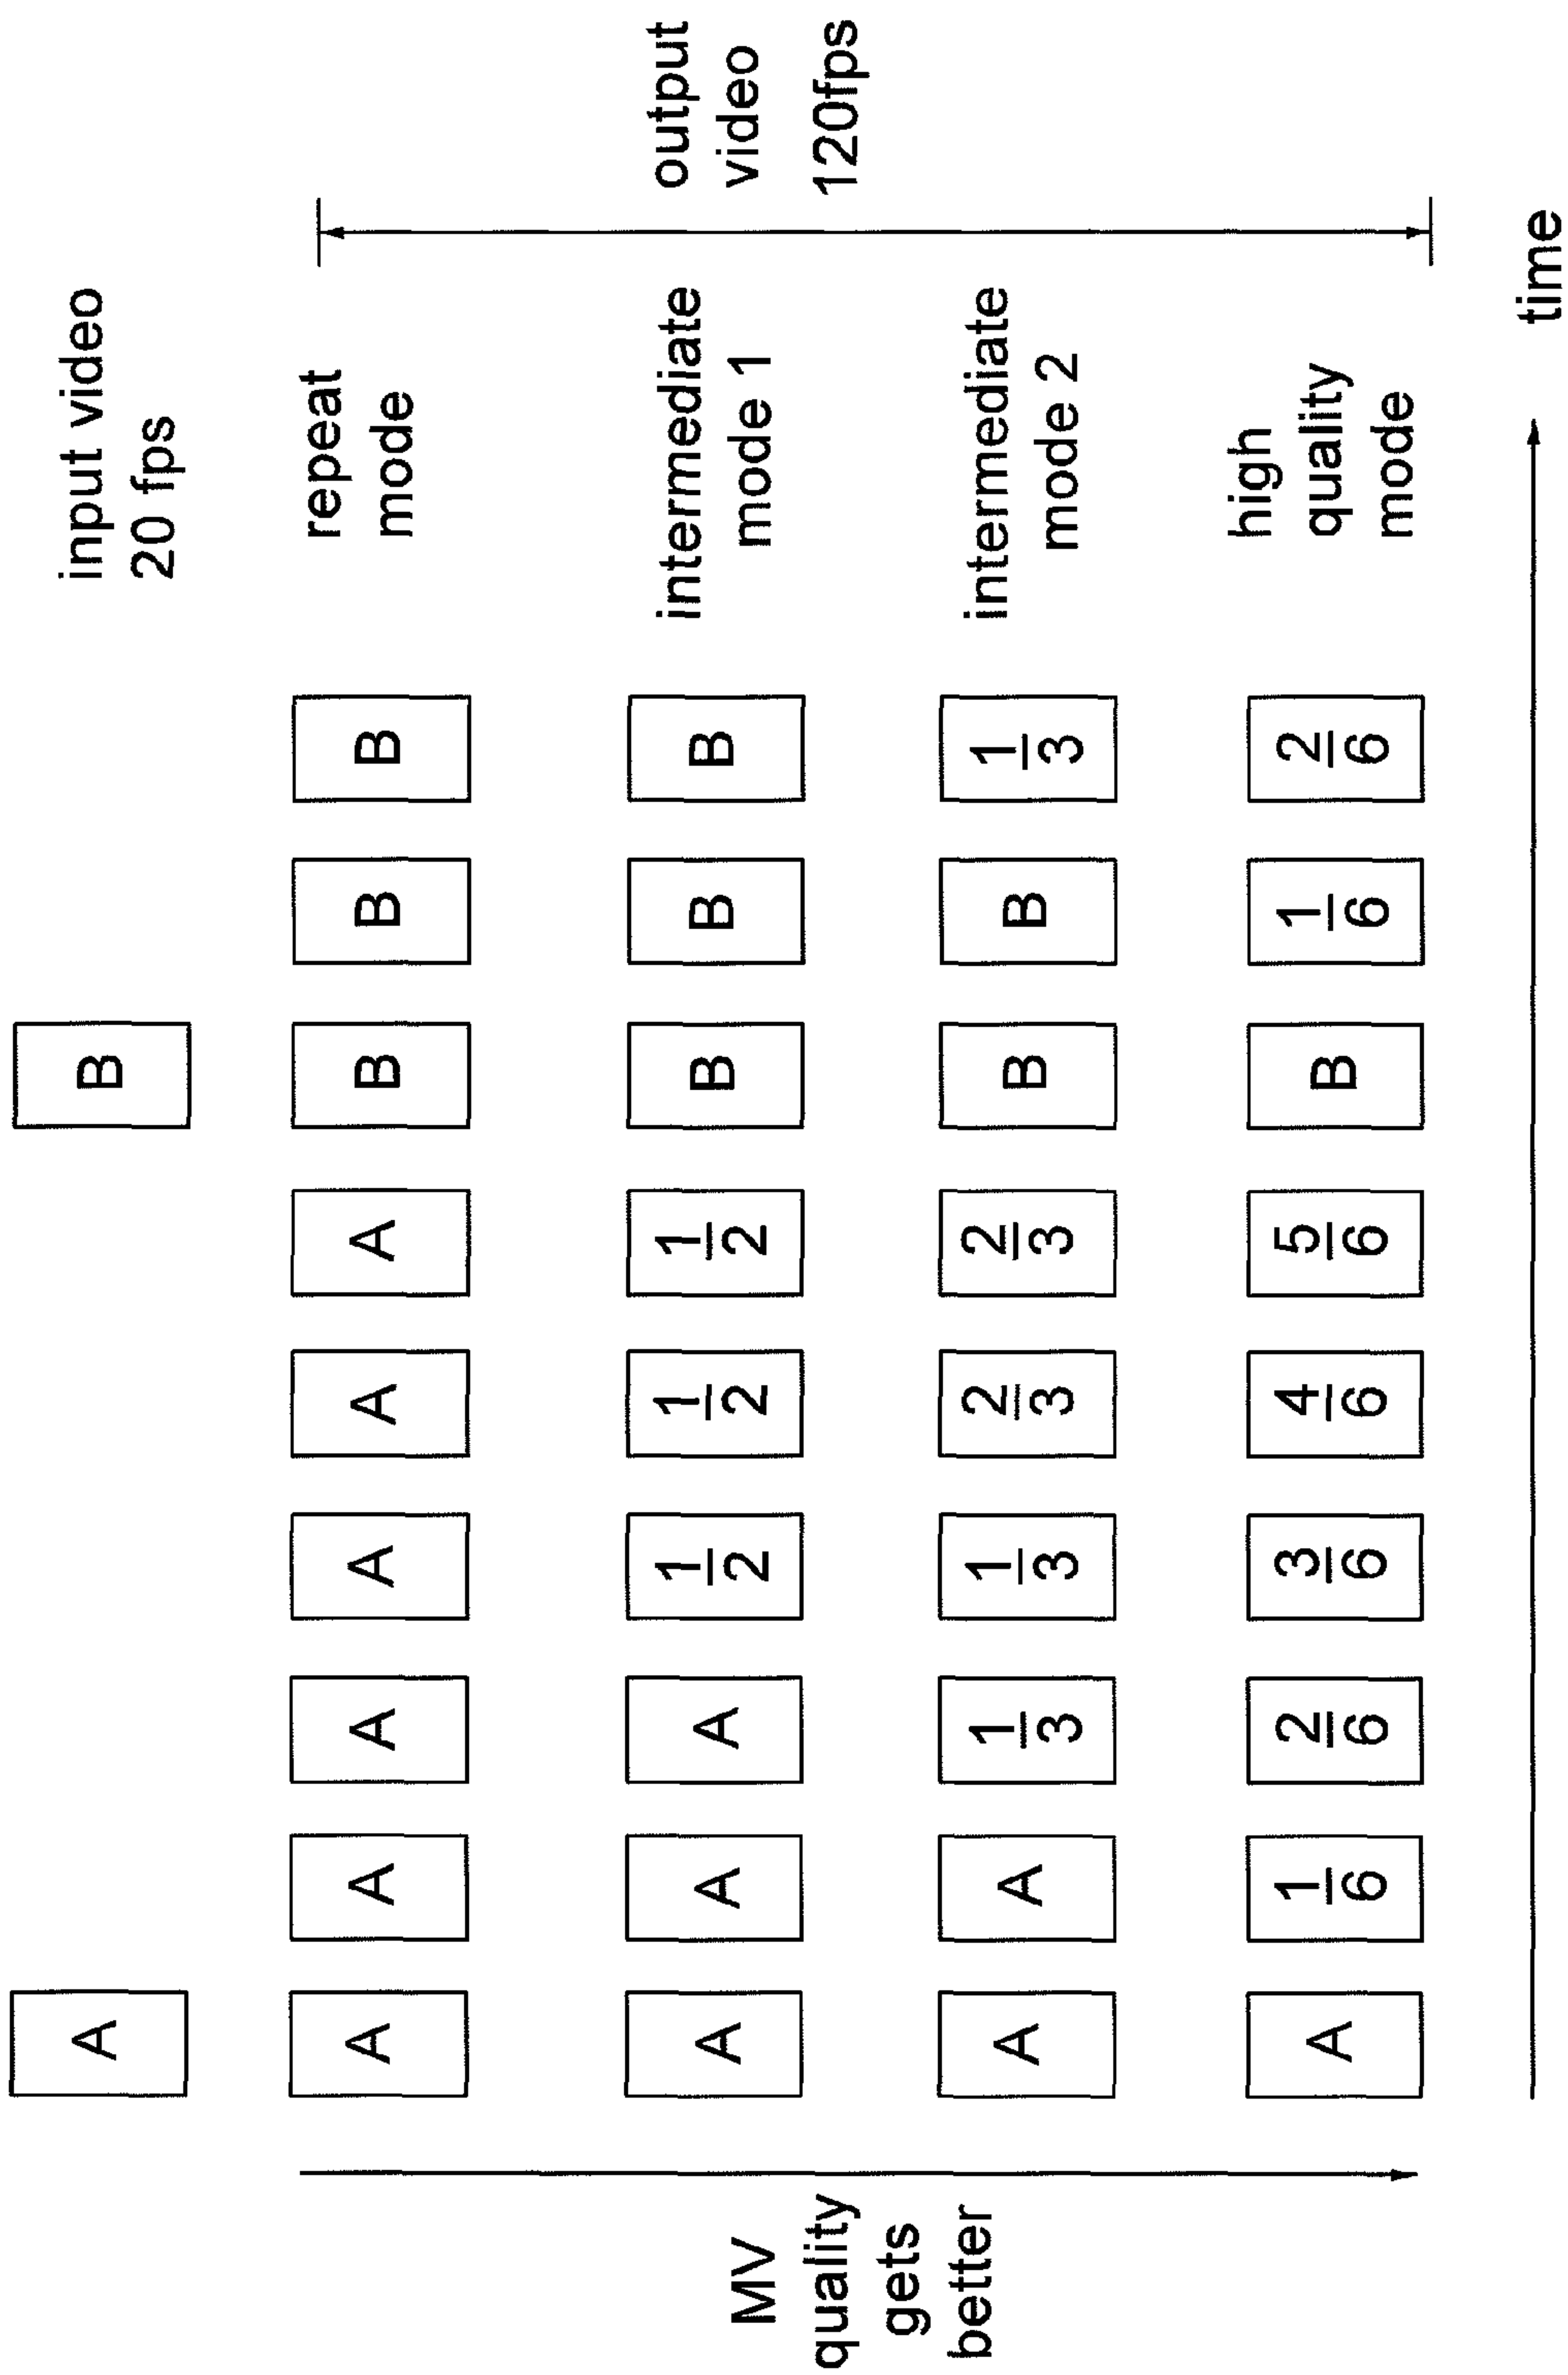 input video
20 fps
A
B
A
A
A
A
A
A
B
B
B
repeat
mode
A
A
A
1/2
1/2
1/2
B
B
B
intermediate
mode 1
A
A
1/3
1/3
2/3
2/3
B
B
1/3
intermediate
mode 2
A
1/6
2/6
3/6
4/6
5/6
B
1/6
2/6
high
quality
mode
MV
quality
gets
better
output
video
120fps
time